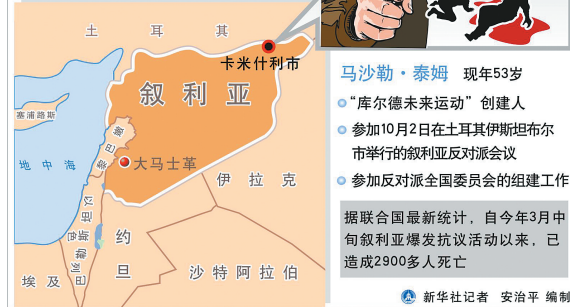 土耳其
卡米什利市
叙利亚
塞浦路斯
黎巴嫩
地中海
大马士革
伊拉克
以色列
巴勒斯坦
约旦
沙特阿拉伯
埃及
马沙勒·泰姆 现年53岁
“库尔德未来运动”创建人
参加10月2日在土耳其伊斯坦布尔
市举行的叙利亚反对派会议
参加反对派全国委员会的组建工作
据联合国最新统计，自今年3月中
旬叙利亚爆发抗议活动以来，已
造成2900多人死亡
新华社记者 安治平 编制